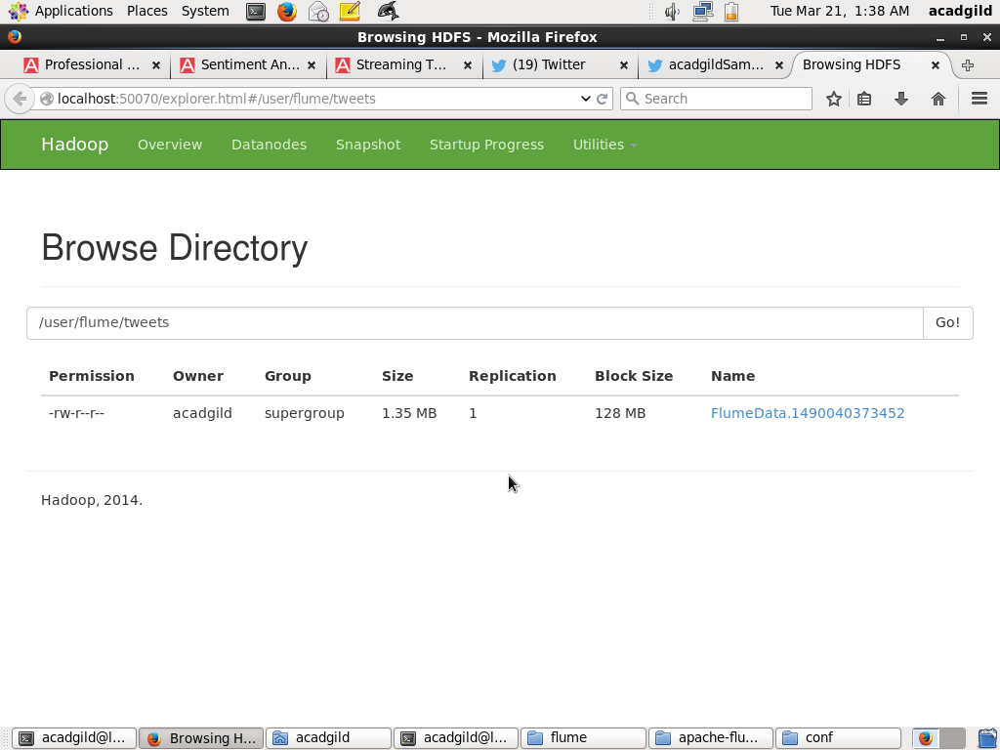 Applications Places System Tue Mar 21, 1:38 AM acadgild
Browsing HDFS - Mozilla Firefox
Professional ... Sentiment An... Streaming T... (19) Twitter acadgildSam... Browsing HDFS
localhost:50070/explorer.html#/user/flume/tweets Search
Hadoop Overview Datanodes Snapshot Startup Progress Utilities
Browse Directory
/user/flume/tweets Go!
Permission Owner Group Size Replication Block Size Name
-rw-r--r-- acadgild supergroup 1.35 MB 1 128 MB FlumeData.1490040373452
Hadoop, 2014.
acadgild@l... Browsing H... acadgild acadgild@l... flume apache-flu... conf